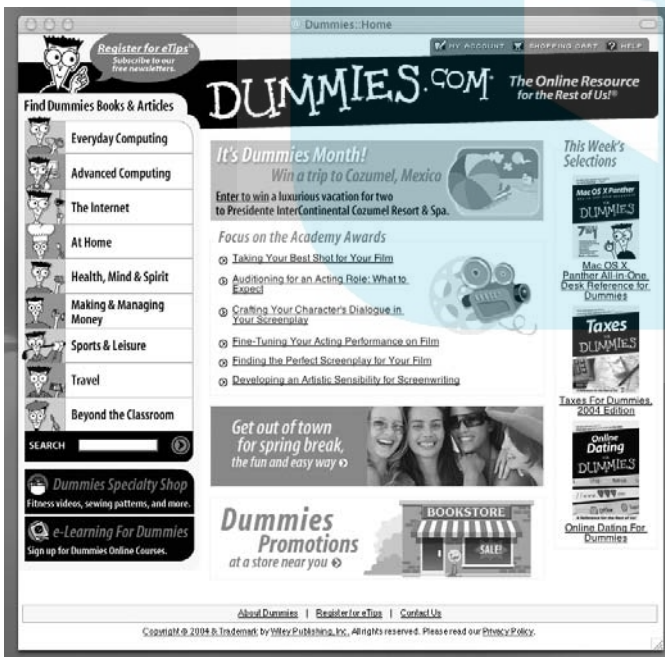 Dummies::Home
Register for eTips™
Subscribe to our
free newsletters.
MY ACCOUNT SHOPPING CART ? HELP
DUMMIES.COM™
The Online Resource
for the Rest of Us!®
Find Dummies Books & Articles
Everyday Computing
Advanced Computing
The Internet
At Home
Health, Mind & Spirit
Making & Managing
Money
Sports & Leisure
Travel
Beyond the Classroom
SEARCH
Dummies Specialty Shop
Fitness videos, sewing patterns, and more.
e-Learning For Dummies
Sign up for Dummies Online Courses.
It's Dummies Month!
Win a trip to Cozumel, Mexico
Enter to win a luxurious vacation for two
to Presidente InterContinental Cozumel Resort & Spa.
Focus on the Academy Awards
Taking Your Best Shot for Your Film
Auditioning for an Acting Role: What to
Expect
Crafting Your Character's Dialogue in
Your Screenplay
Fine-Tuning Your Acting Performance on Film
Finding the Perfect Screenplay for Your Film
Developing an Artistic Sensibility for Screenwriting
Get out of town
for spring break,
the fun and easy way
Dummies
Promotions
at a store near you
BOOKSTORE
SALE!
This Week's
Selections
Mac OS X Panther
FOR
DUMMIES
Mac OS X
Panther All-in-One
Desk Reference for
Dummies
Taxes
FOR
DUMMIES
Taxes For Dummies,
2004 Edition
Online
Dating
FOR
DUMMIES
Online Dating For
Dummies
About Dummies | Register for eTips | Contact Us
Copyright © 2004 & Trademark by Wiley Publishing, Inc. All rights reserved. Please read our Privacy Policy.